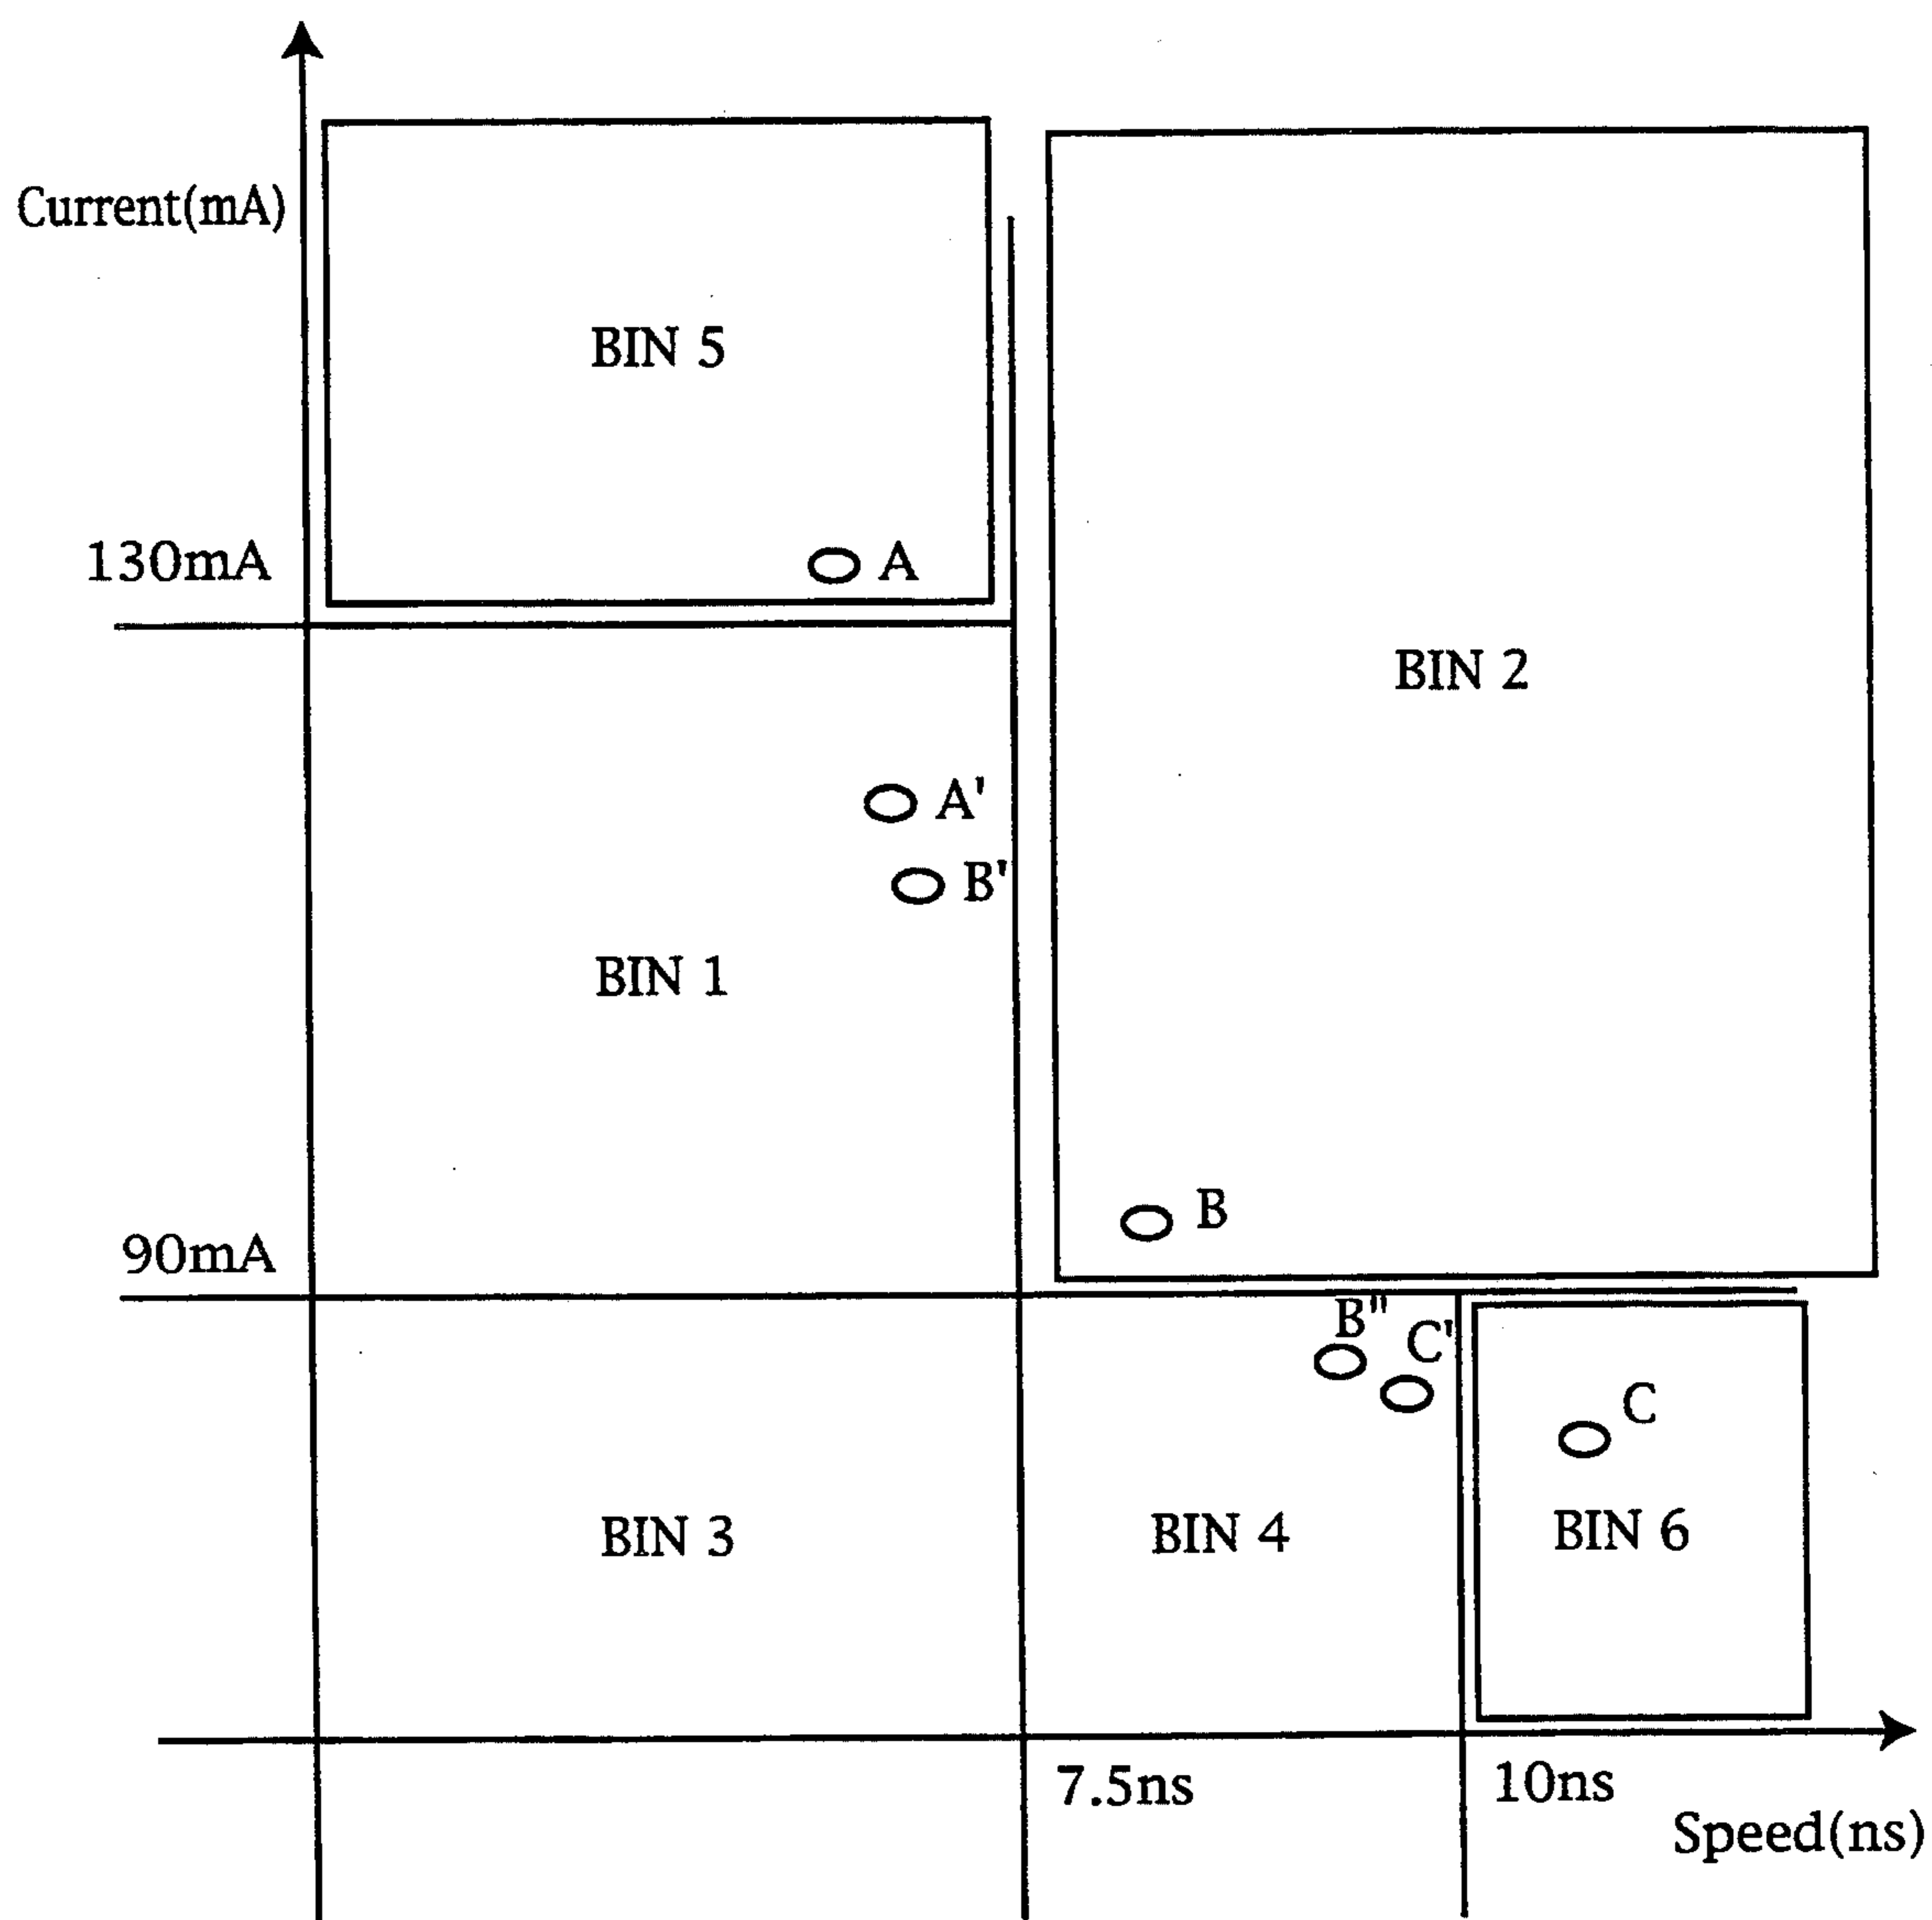 Current(mA)
BIN 5
130mA
A
BIN 2
A'
B'
BIN 1
B
90mA
B"
C'
C
BIN 3
BIN 4
BIN 6
7.5ns
10ns
Speed(ns)